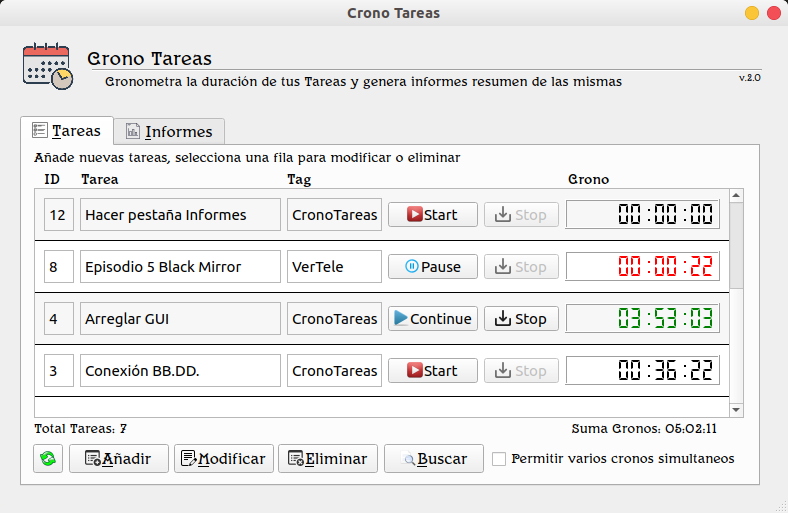 Crono Tareas
Crono Tareas
Cronometra la duración de tus Tareas y genera informes resumen de las mismas
v.2.0
Tareas Informes
Añade nuevas tareas, selecciona una fila para modificar o eliminar
ID Tarea Tag Crono
12 Hacer pestaña Informes CronoTareas Start Stop 00:00:00
8 Episodio 5 Black Mirror VerTele Pause Stop 00:00:22
4 Arreglar GUI CronoTareas Continue Stop 03:53:03
3 Conexión BB.DD. CronoTareas Start Stop 00:36:22
Total Tareas: 7 Suma Cronos: 05:02:11
Añadir Modificar Eliminar Buscar Permitir varios cronos simultaneos